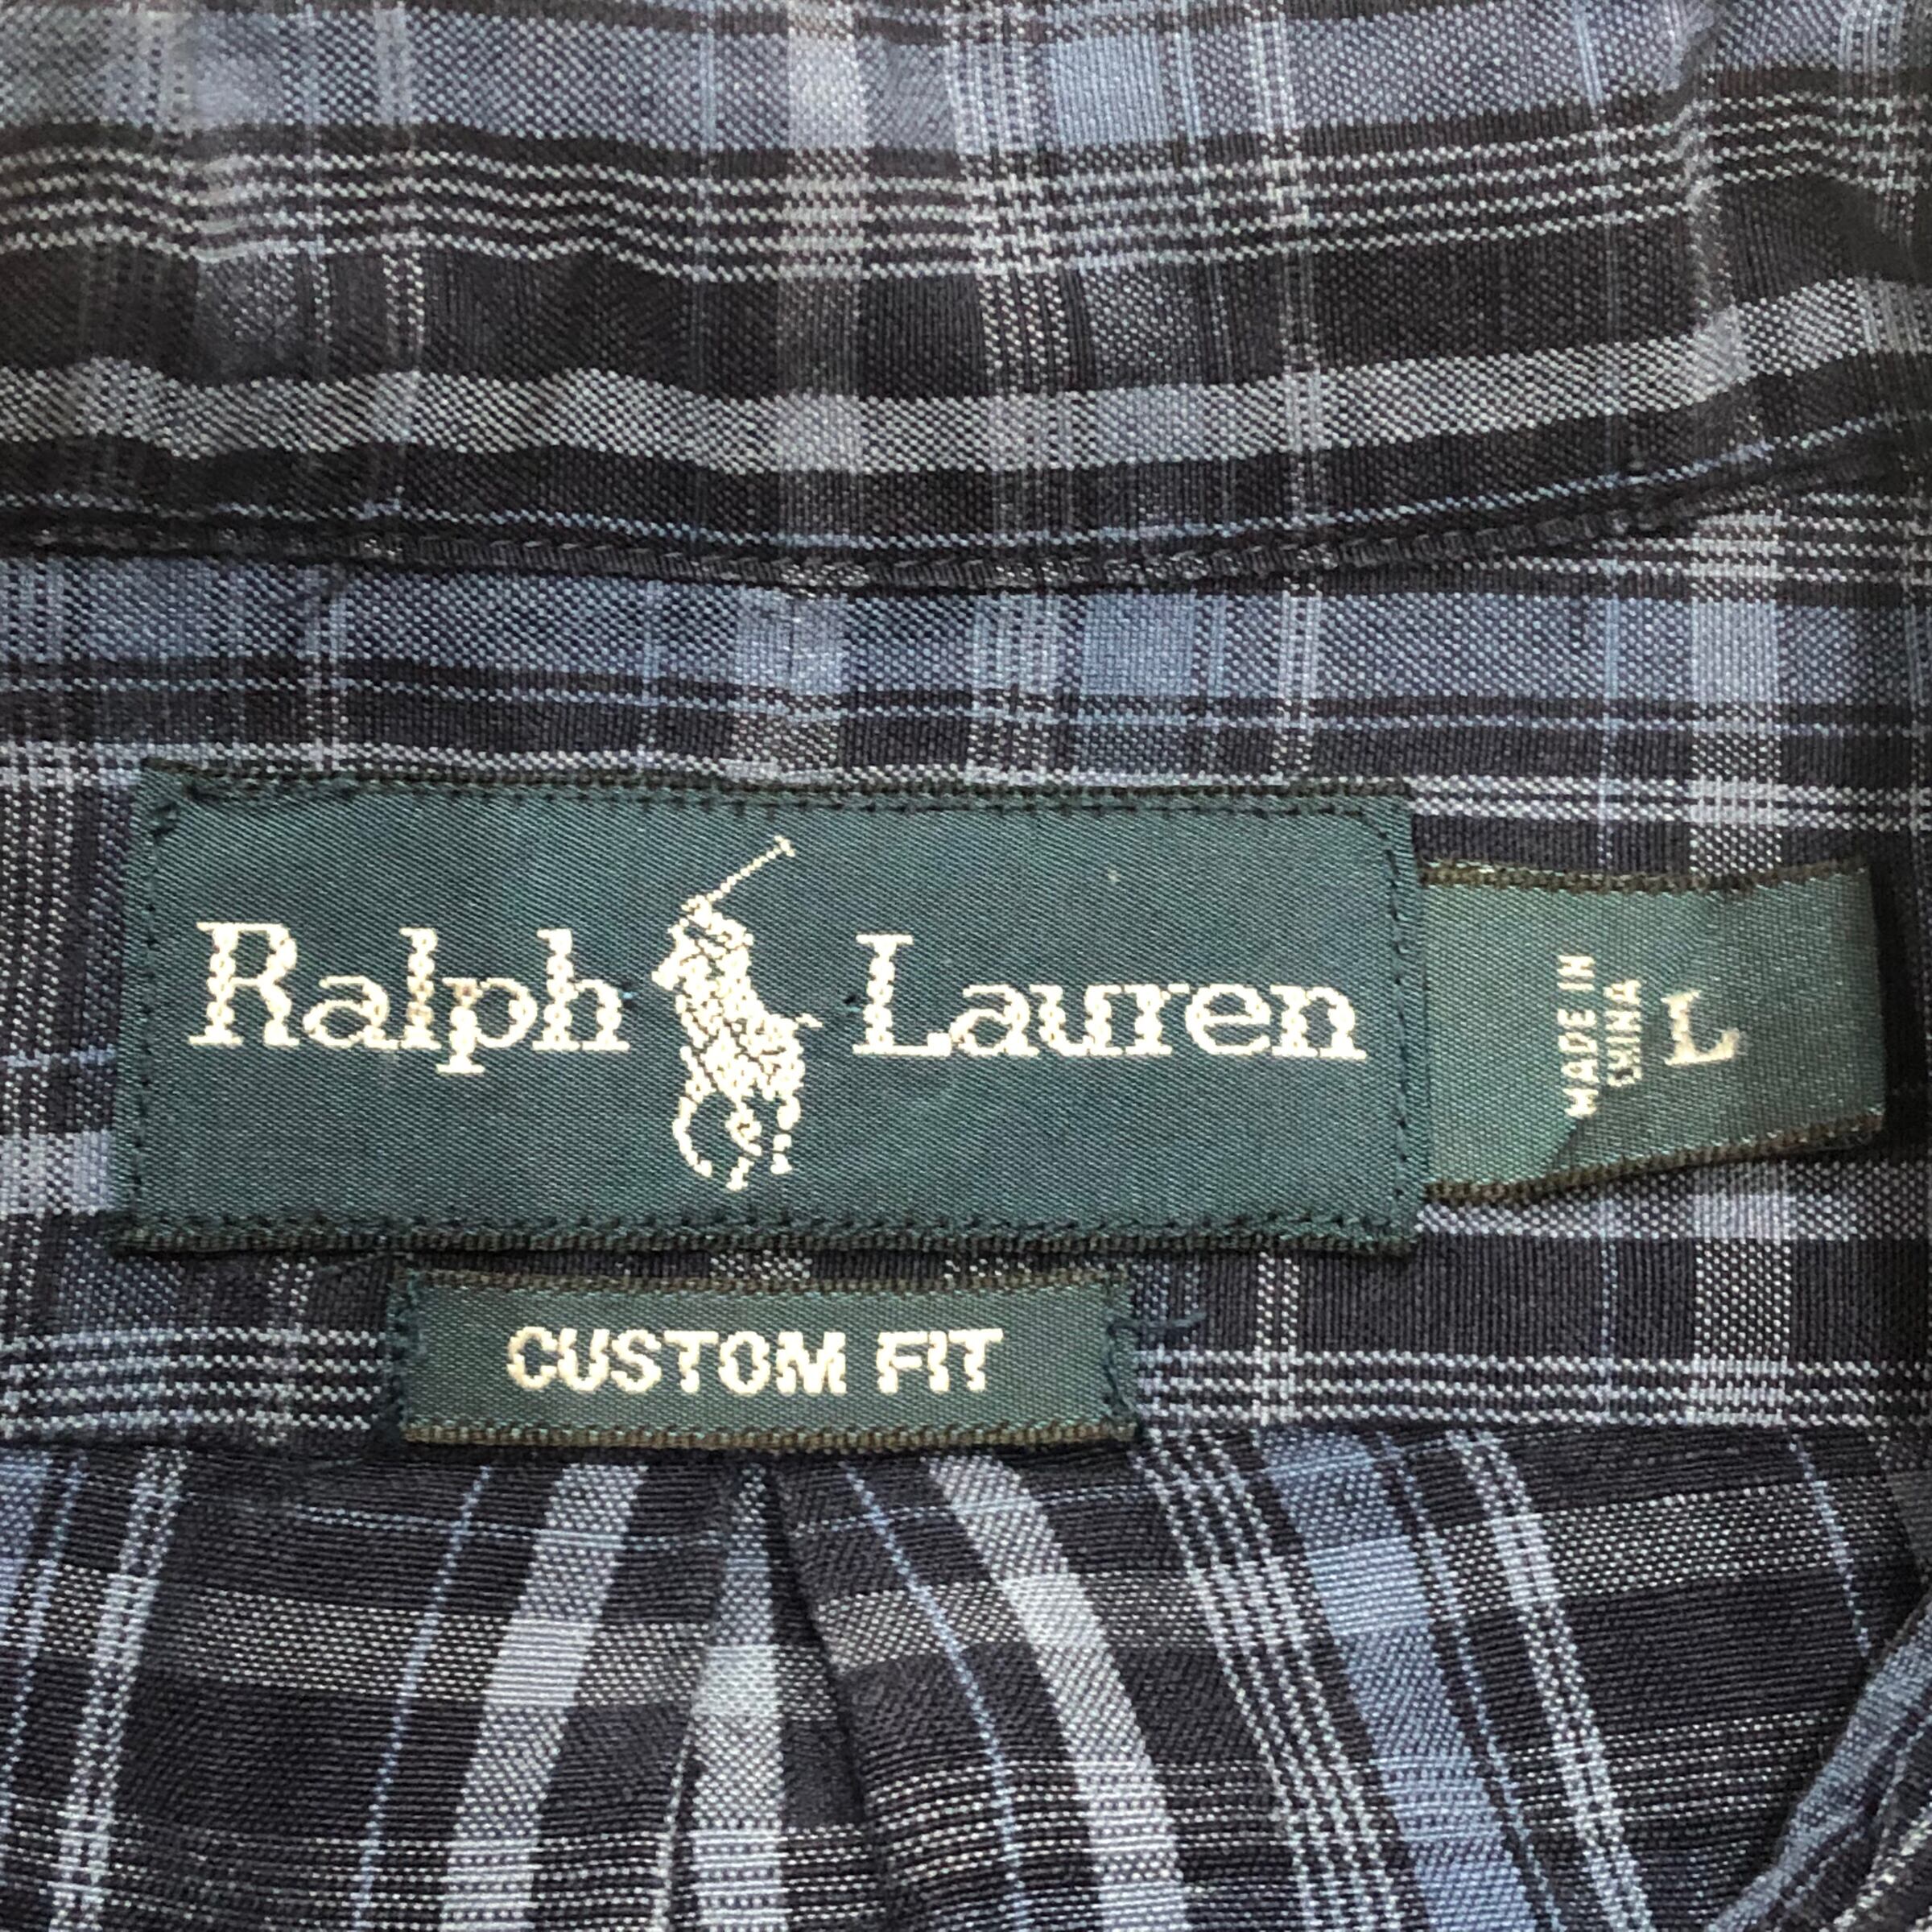 Ralph Lauren
MADE IN
CHINA
L
CUSTOM FIT